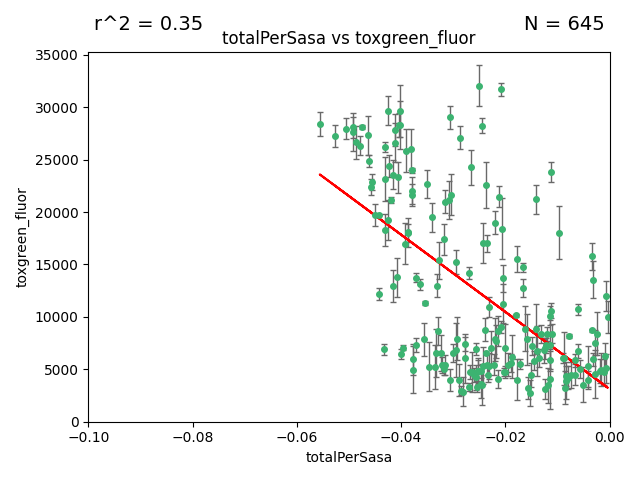 r^2 = 0.35
N = 645
totalPerSasa vs toxgreen_fluor
35000
30000
25000
20000
15000
10000
5000
0
toxgreen_fluor
−0.10
−0.08
−0.06
−0.04
−0.02
0.00
totalPerSasa